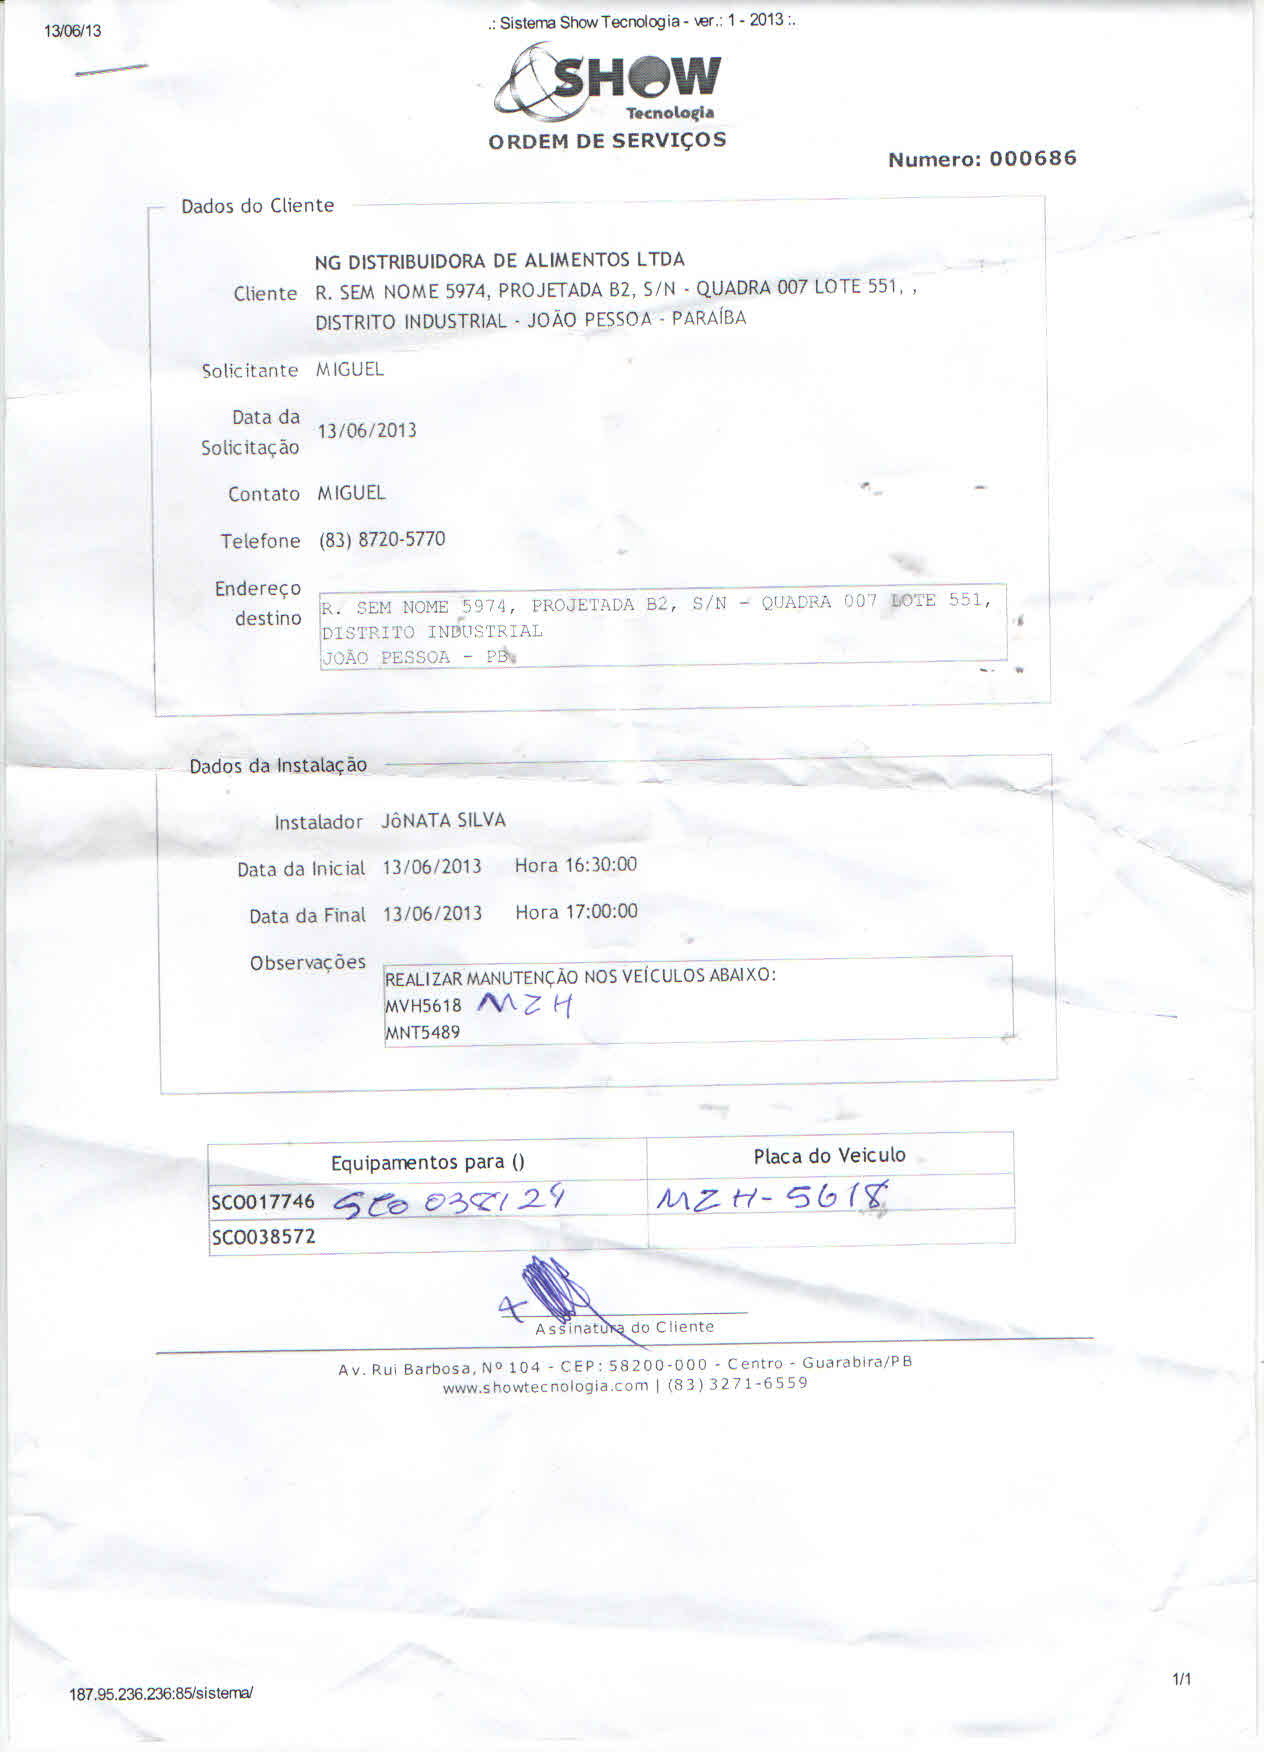 13/06/13
.: Sistema Show Tecnologia - ver.: 1 - 2013 :.
SHOW
Tecnologia
ORDEM DE SERVIÇOS
Numero: 000686
Dados do Cliente
NG DISTRIBUIDORA DE ALIMENTOS LTDA
Cliente R. SEM NOME 5974, PROJETADA B2, S/N - QUADRA 007 LOTE 551, ,
DISTRITO INDUSTRIAL - JOÃO PESSOA - PARAÍBA
Solicitante MIGUEL
Data da
Solicitação 13/06/2013
Contato MIGUEL
Telefone (83) 8720-5770
Endereço
destino
R. SEM NOME 5974, PROJETADA B2, S/N - QUADRA 007 LOTE 551,
DISTRITO INDUSTRIAL
JOÃO PESSOA - PB
Dados da Instalação
Instalador JÔNATA SILVA
Data da Inicial 13/06/2013 Hora 16:30:00
Data da Final 13/06/2013 Hora 17:00:00
Observações
REALIZAR MANUTENÇÃO NOS VEÍCULOS ABAIXO:
MVH5618 MZH
MNT5489
Equipamentos para () Placa do Veiculo
SCO017746 SCO 038129 MZH-5618
SCO038572
Assinatura do Cliente
Av. Rui Barbosa, Nº 104 - CEP: 58200-000 - Centro - Guarabira/PB
www.showtecnologia.com | (83) 3271-6559
187.95.236.236:85/sistema/
1/1